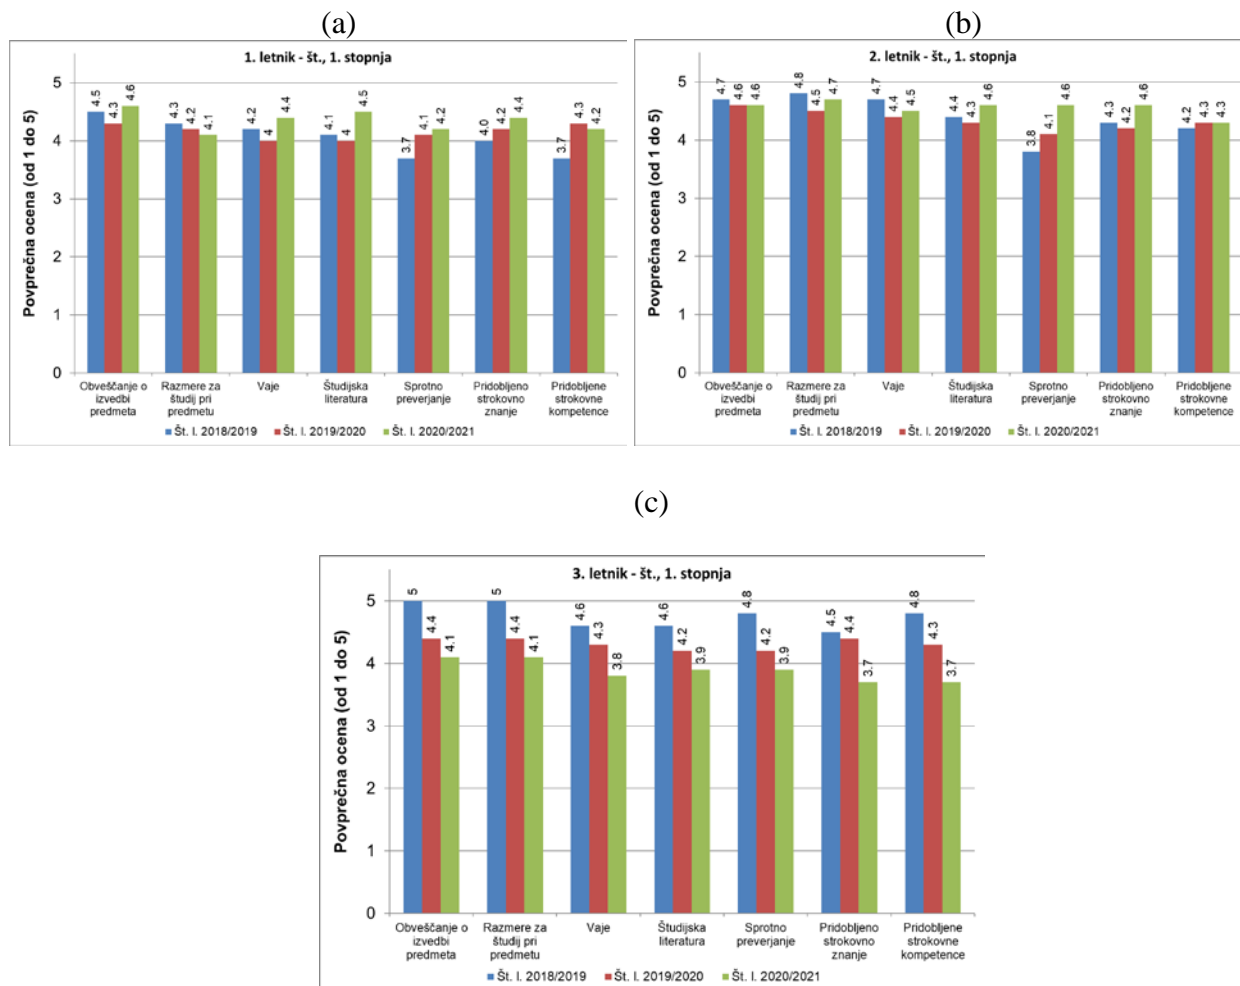 (a)
1. letnik - št., 1. stopnja
Povprečna ocena (od 1 do 5)
5
4
3
2
1
0
4.5 4.3 4.6 4.3 4.2 4.1 4.2 4 4.4 4.1 4 4.5 3.7 4.1 4.2 4.0 4.2 4.4 3.7 4.3 4.2
Obveščanje o izvedbi predmeta
Razmere za študij pri predmetu
Vaje
Študijska literatura
Sprotno preverjanje
Pridobljeno strokovno znanje
Pridobljene strokovne kompetence
Št. l. 2018/2019 Št. l. 2019/2020 Št. l. 2020/2021
(b)
2. letnik - št., 1. stopnja
Povprečna ocena (od 1 do 5)
5
4
3
2
1
0
4.7 4.6 4.6 4.8 4.5 4.7 4.7 4.4 4.5 4.4 4.3 4.6 3.8 4.1 4.6 4.3 4.2 4.6 4.2 4.3 4.3
Obveščanje o izvedbi predmeta
Razmere za študij pri predmetu
Vaje
Študijska literatura
Sprotno preverjanje
Pridobljeno strokovno znanje
Pridobljene strokovne kompetence
Št. l. 2018/2019 Št. l. 2019/2020 Št. l. 2020/2021
(c)
3. letnik - št., 1. stopnja
Povprečna ocena (od 1 do 5)
5
4
3
2
1
0
5 4.4 4.1 5 4.4 4.1 4.6 4.3 3.8 4.6 4.2 3.9 4.8 4.2 3.9 4.5 4.4 3.7 4.8 4.3 3.7
Obveščanje o izvedbi predmeta
Razmere za študij pri predmetu
Vaje
Študijska literatura
Sprotno preverjanje
Pridobljeno strokovno znanje
Pridobljene strokovne kompetence
Št. l. 2018/2019 Št. l. 2019/2020 Št. l. 2020/2021